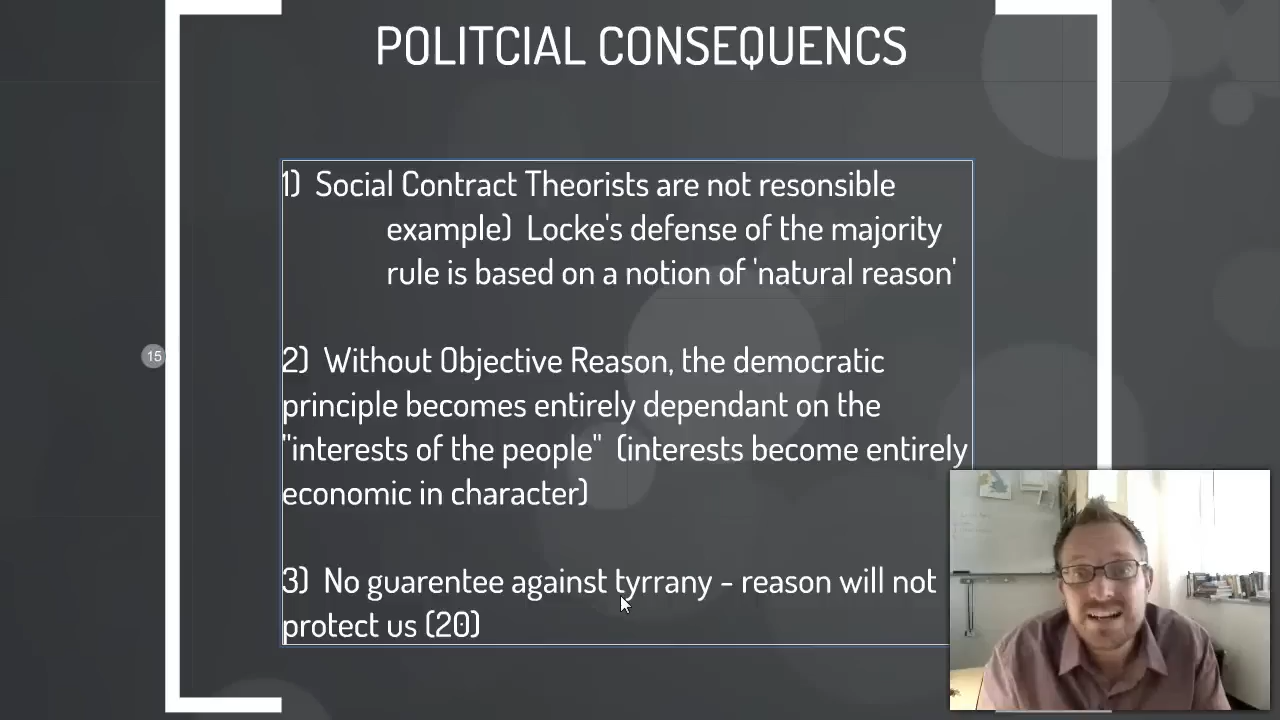 POLITCIAL CONSEQUENCS
1) Social Contract Theorists are not resonsible
example) Locke's defense of the majority
rule is based on a notion of 'natural reason'
2) Without Objective Reason, the democratic
principle becomes entirely dependant on the
"interests of the people" (interests become entirely
economic in character)
3) No guarentee against tyrrany - reason will not
protect us (20)
15